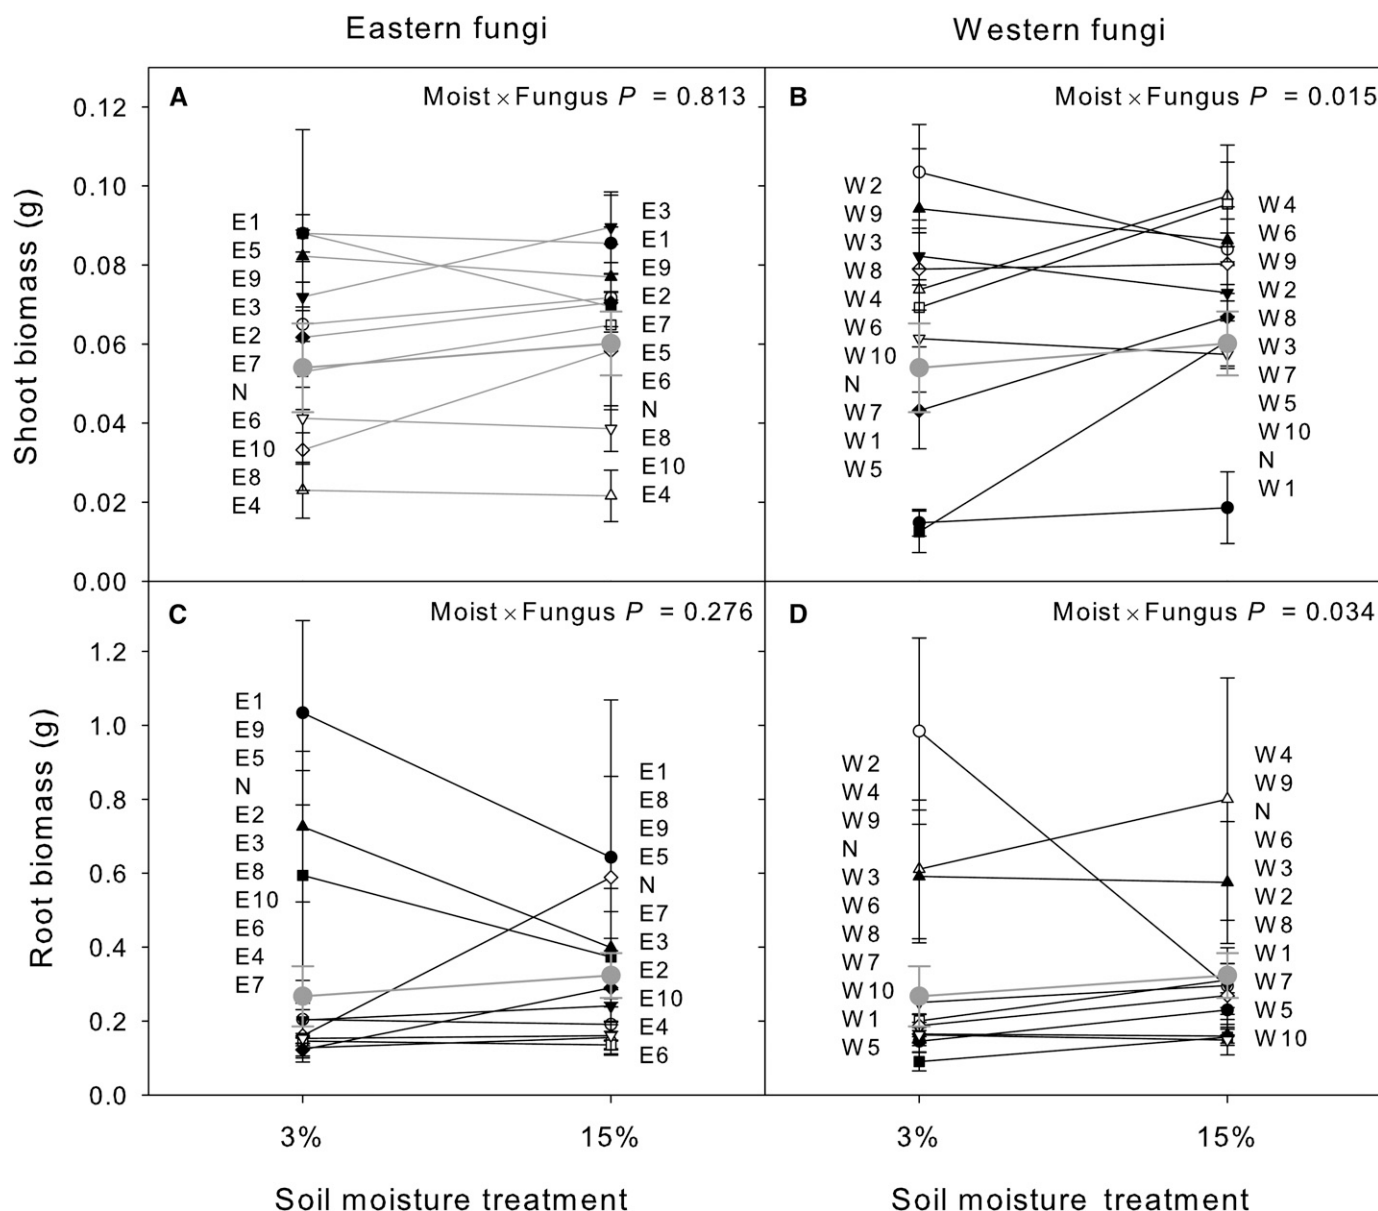 Eastern fungi
Western fungi
Shoot biomass (g)
0.12
0.10
0.08
0.06
0.04
0.02
0.00
A
Moist × Fungus P = 0.813
E1
E5
E9
E3
E2
E7
N
E6
E10
E8
E4
E3
E1
E9
E2
E7
E5
E6
N
E8
E10
E4
B
Moist × Fungus P = 0.015
W2
W9
W3
W8
W4
W6
W10
N
W7
W1
W5
W4
W6
W9
W2
W8
W3
W7
W5
W10
N
W1
Root biomass (g)
1.2
1.0
0.8
0.6
0.4
0.2
0.0
C
Moist × Fungus P = 0.276
E1
E9
E5
N
E2
E3
E8
E10
E6
E4
E7
E1
E8
E9
E5
N
E7
E3
E2
E10
E4
E6
D
Moist × Fungus P = 0.034
W2
W4
W9
N
W3
W6
W8
W7
W10
W1
W5
W4
W9
N
W6
W3
W2
W8
W1
W7
W5
W10
3%
15%
3%
15%
Soil moisture treatment
Soil moisture treatment